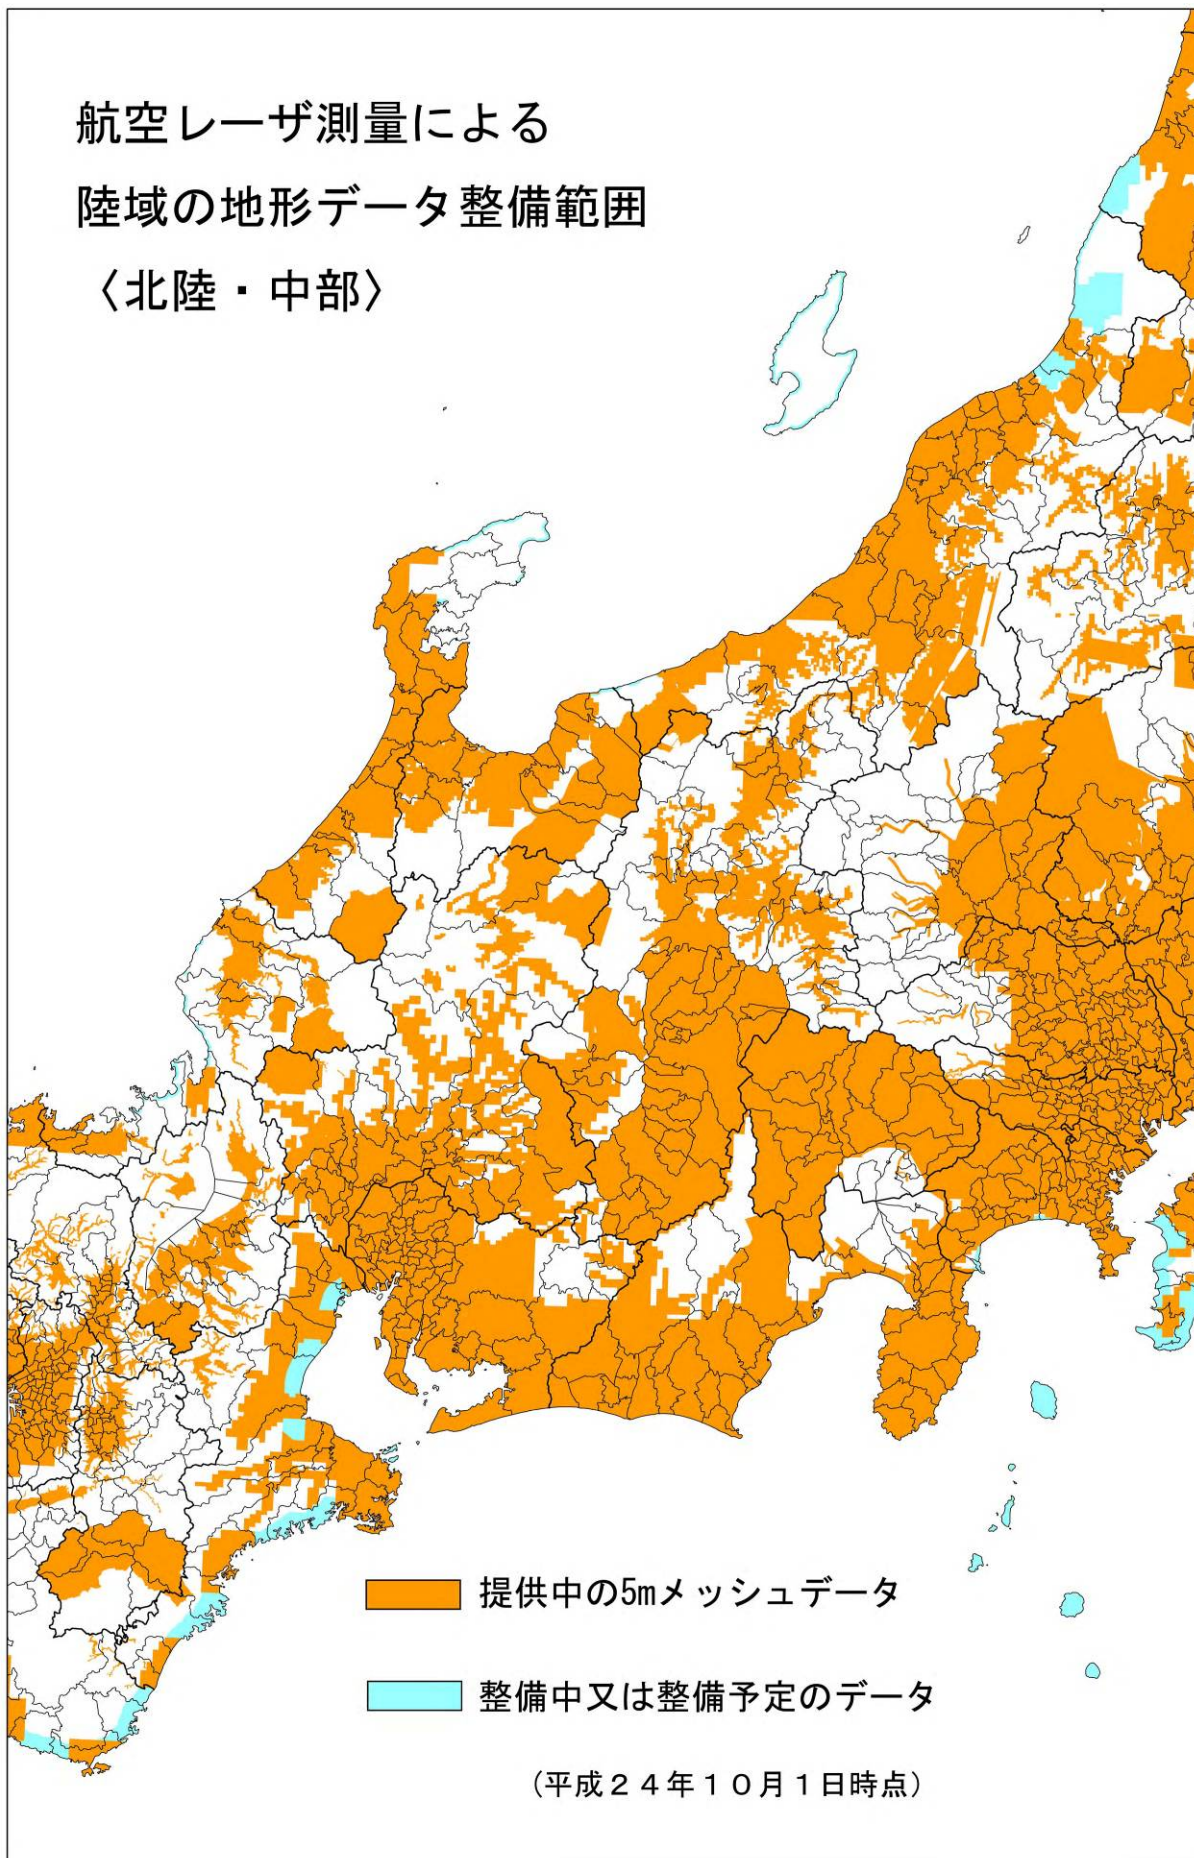 航空レーザ測量による
陸域の地形データ整備範囲
〈北陸・中部〉
提供中の5mメッシュデータ
整備中又は整備予定のデータ
（平成２４年１０月１日時点）